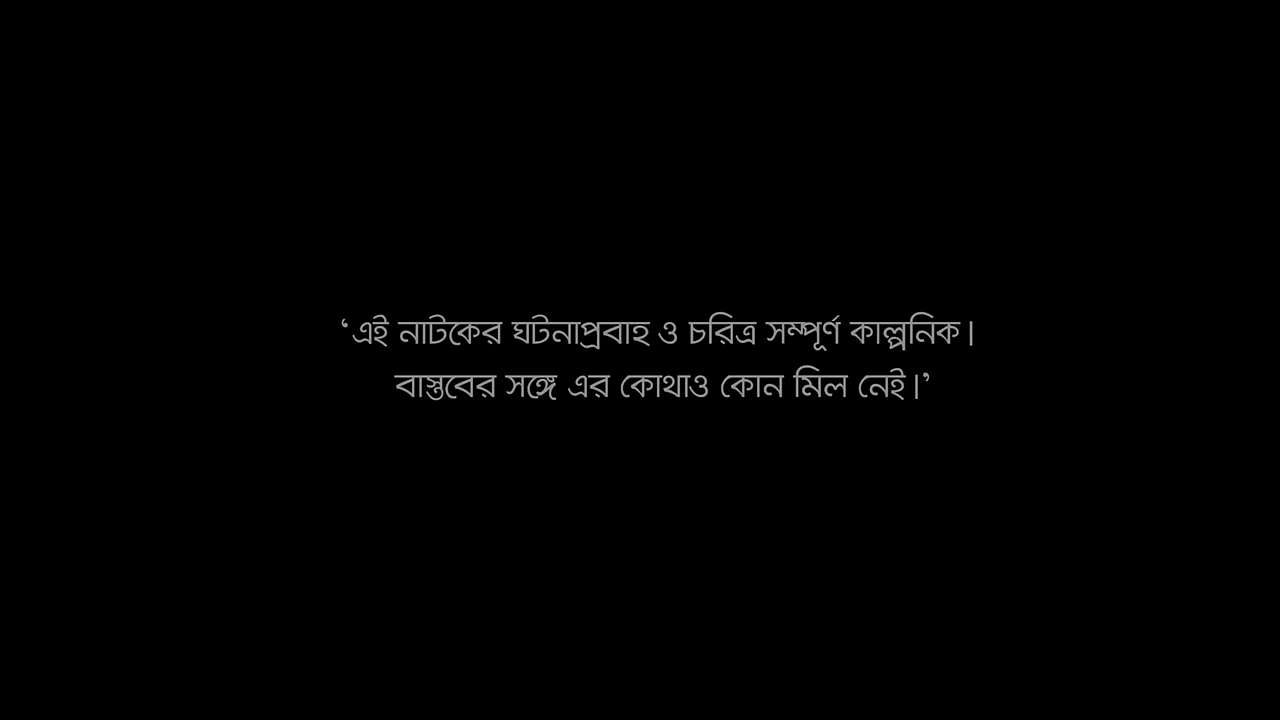 ‘এই নাটকের ঘটনাপ্রবাহ ও চরিত্র সম্পূর্ণ কাল্পনিক।
বাস্তবের সঙ্গে এর কোথাও কোন মিল নেই।’